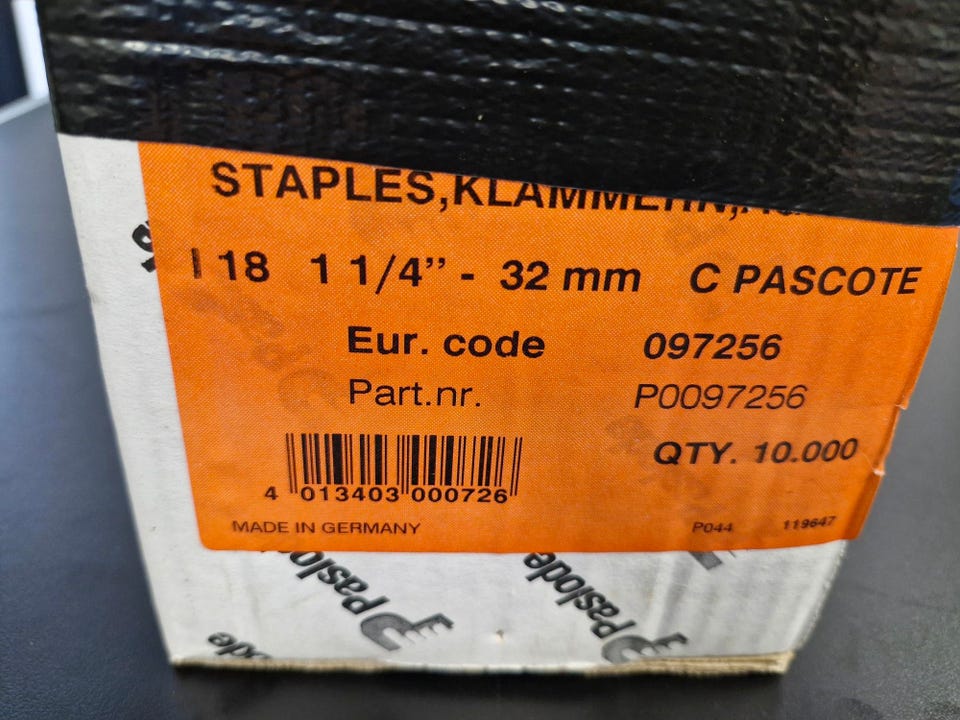 STAPLES,KLAMMERN,
I 18 1 1/4” - 32 mm C PASCOTE
Eur. code 097256
Part.nr. P0097256
QTY. 10.000
4 013403 000726
MADE IN GERMANY P044 119647
Paslode
Paslode